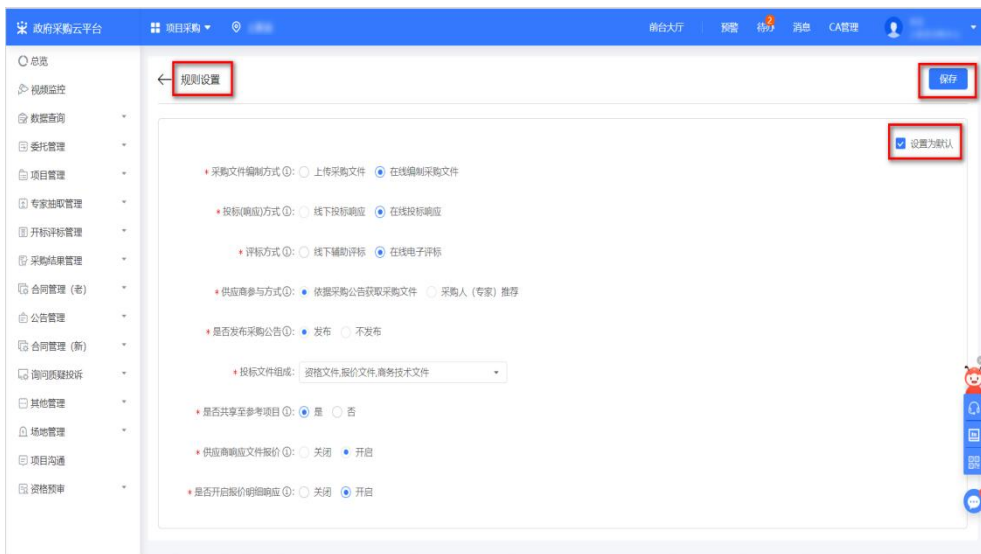 政府采购云平台 项目采购 前台大厅 预警 待办 2 消息 CA管理
总览
规则设置 保存
视频监控
数据查询
委托管理 设置为默认
项目管理 * 采购文件编制方式: 上传采购文件 在线编制采购文件
专家抽取管理 * 投标(响应)方式: 线下投标响应 在线投标响应
开标评标管理
* 评标方式: 线下辅助评标 在线电子评标
采购结果管理
合同管理（老） * 供应商参与方式: 依据采购公告获取采购文件 采购人（专家）推荐
公告管理
* 是否发布采购公告: 发布 不发布
合同管理（新）
询问质疑投诉 * 投标文件组成: 资格文件,报价文件,商务技术文件
其他管理
* 是否共享至参考项目: 是 否
场地管理
* 供应商响应文件报价: 关闭 开启
项目沟通
资格预审 * 是否开启报价明细响应: 关闭 开启